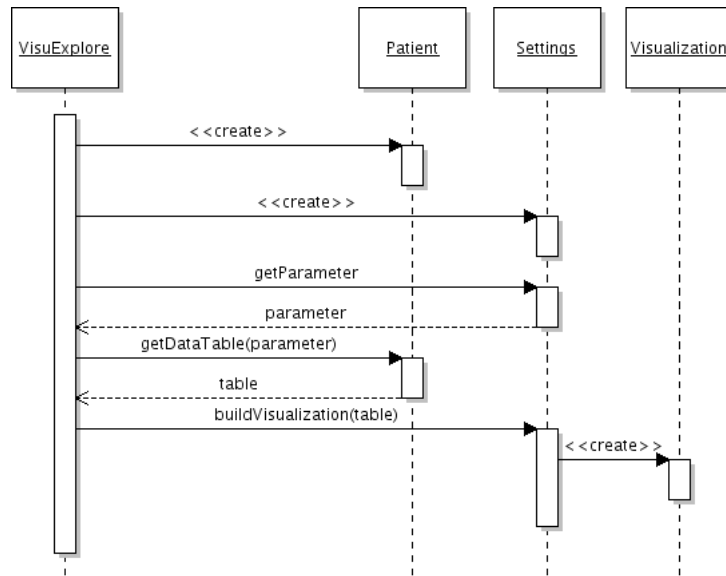 VisuExplore
Patient
Settings
Visualization
<<create>>
<<create>>
getParameter
parameter
getDataTable(parameter)
table
buildVisualization(table)
<<create>>